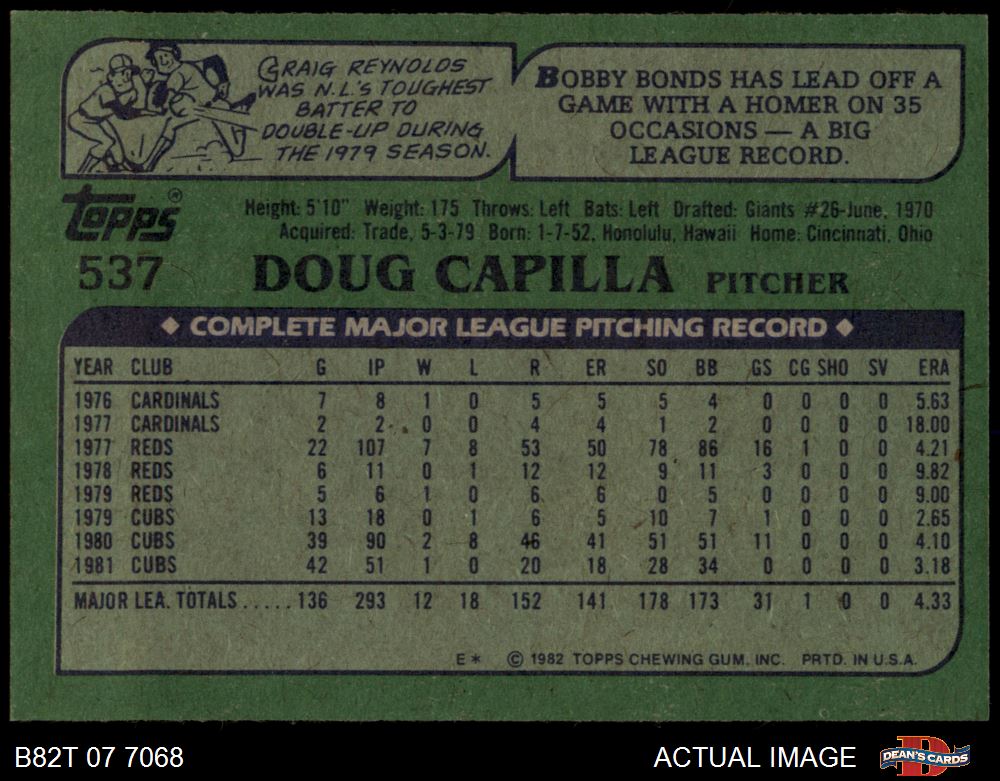 CRAIG REYNOLDS
WAS N.L.'S TOUGHEST
BATTER TO
DOUBLE-UP DURING
THE 1979 SEASON.
BOBBY BONDS HAS LEAD OFF A
GAME WITH A HOMER ON 35
OCCASIONS — A BIG
LEAGUE RECORD.
Topps®
Height: 5'10" Weight: 175 Throws: Left Bats: Left Drafted: Giants #26-June, 1970
Acquired: Trade, 5-3-79 Born: 1-7-52, Honolulu, Hawaii Home: Cincinnati, Ohio
537 DOUG CAPILLA PITCHER
◆ COMPLETE MAJOR LEAGUE PITCHING RECORD ◆
YEAR CLUB G IP W L R ER SO BB GS CG SHO SV ERA
1976 CARDINALS 7 8 1 0 5 5 5 4 0 0 0 0 5.63
1977 CARDINALS 2 2 0 0 4 4 1 2 0 0 0 0 18.00
1977 REDS 22 107 7 8 53 50 78 86 16 1 0 0 4.21
1978 REDS 6 11 0 1 12 12 9 11 3 0 0 0 9.82
1979 REDS 5 6 1 0 6 6 0 5 0 0 0 0 9.00
1979 CUBS 13 18 0 1 6 5 10 7 1 0 0 0 2.65
1980 CUBS 39 90 2 8 46 41 51 51 11 0 0 0 4.10
1981 CUBS 42 51 1 0 20 18 28 34 0 0 0 0 3.18
MAJOR LEA. TOTALS.....136 293 12 18 152 141 178 173 31 1 0 0 4.33
E* © 1982 TOPPS CHEWING GUM, INC. PRTD. IN U.S.A.
B82T 07 7068 ACTUAL IMAGE DEAN'S CARDS